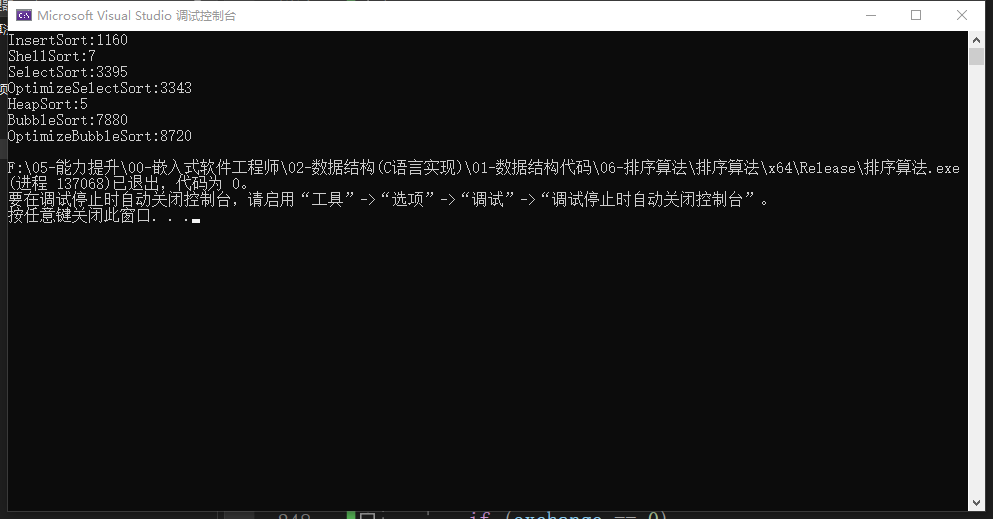 Microsoft Visual Studio 调试控制台
InsertSort:1160
ShellSort:7
SelectSort:3395
OptimizeSelectSort:3343
HeapSort:5
BubbleSort:7880
OptimizeBubbleSort:8720
F:\05-能力提升\00-嵌入式软件工程师\02-数据结构(C语言实现)\01-数据结构代码\06-排序算法\排序算法\x64\Release\排序算法.exe
(进程 137068)已退出，代码为 0。
要在调试停止时自动关闭控制台，请启用“工具”->“选项”->“调试”->“调试停止时自动关闭控制台”。
按任意键关闭此窗口. . .
if (exchange == 0)